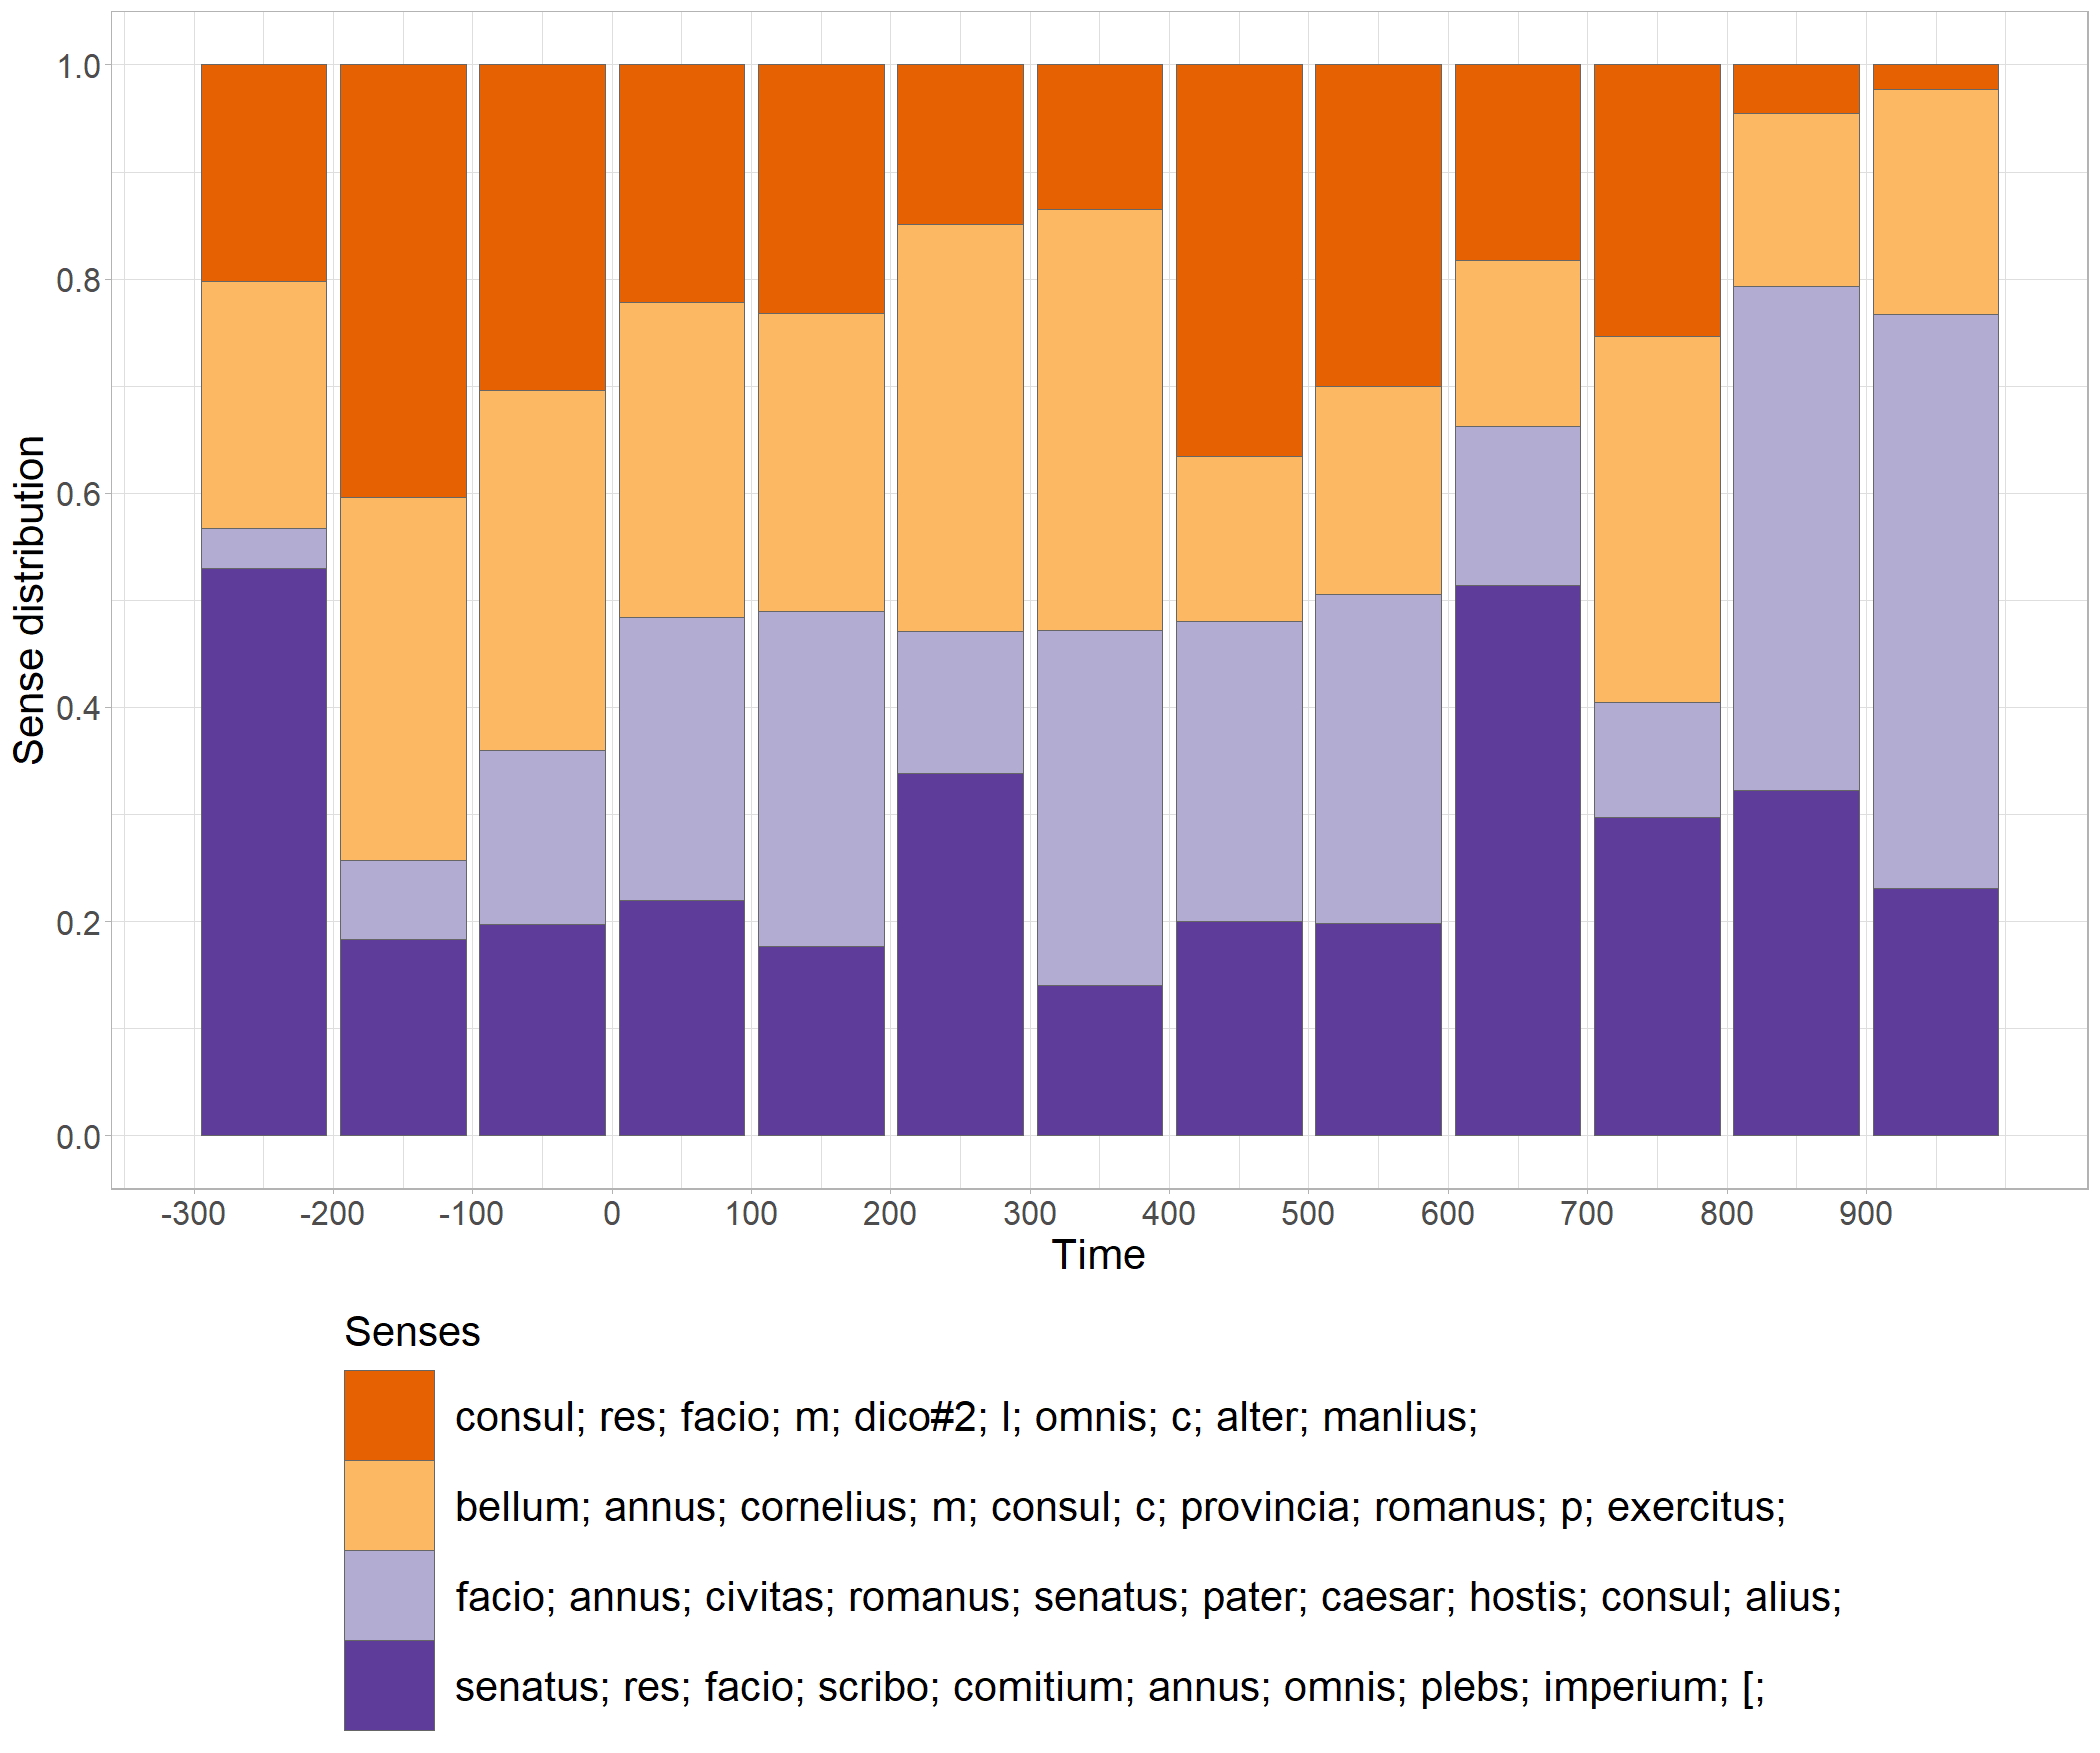 1.0
0.8
0.6
0.4
0.2
0.0
Sense distribution
-300 -200 -100 0 100 200 300 400 500 600 700 800 900
Time
Senses
consul; res; facio; m; dico#2; l; omnis; c; alter; manlius;
bellum; annus; cornelius; m; consul; c; provincia; romanus; p; exercitus;
facio; annus; civitas; romanus; senatus; pater; caesar; hostis; consul; alius;
senatus; res; facio; scribo; comitium; annus; omnis; plebs; imperium; [;